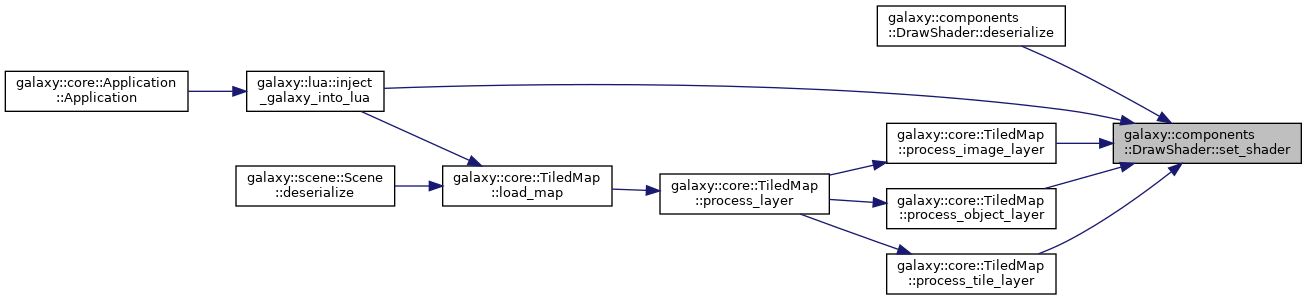 galaxy::components
::DrawShader::deserialize
galaxy::core::Application
::Application
galaxy::lua::inject
_galaxy_into_lua
galaxy::components
::DrawShader::set_shader
galaxy::core::TiledMap
::process_image_layer
galaxy::scene::Scene
::deserialize
galaxy::core::TiledMap
::load_map
galaxy::core::TiledMap
::process_layer
galaxy::core::TiledMap
::process_object_layer
galaxy::core::TiledMap
::process_tile_layer